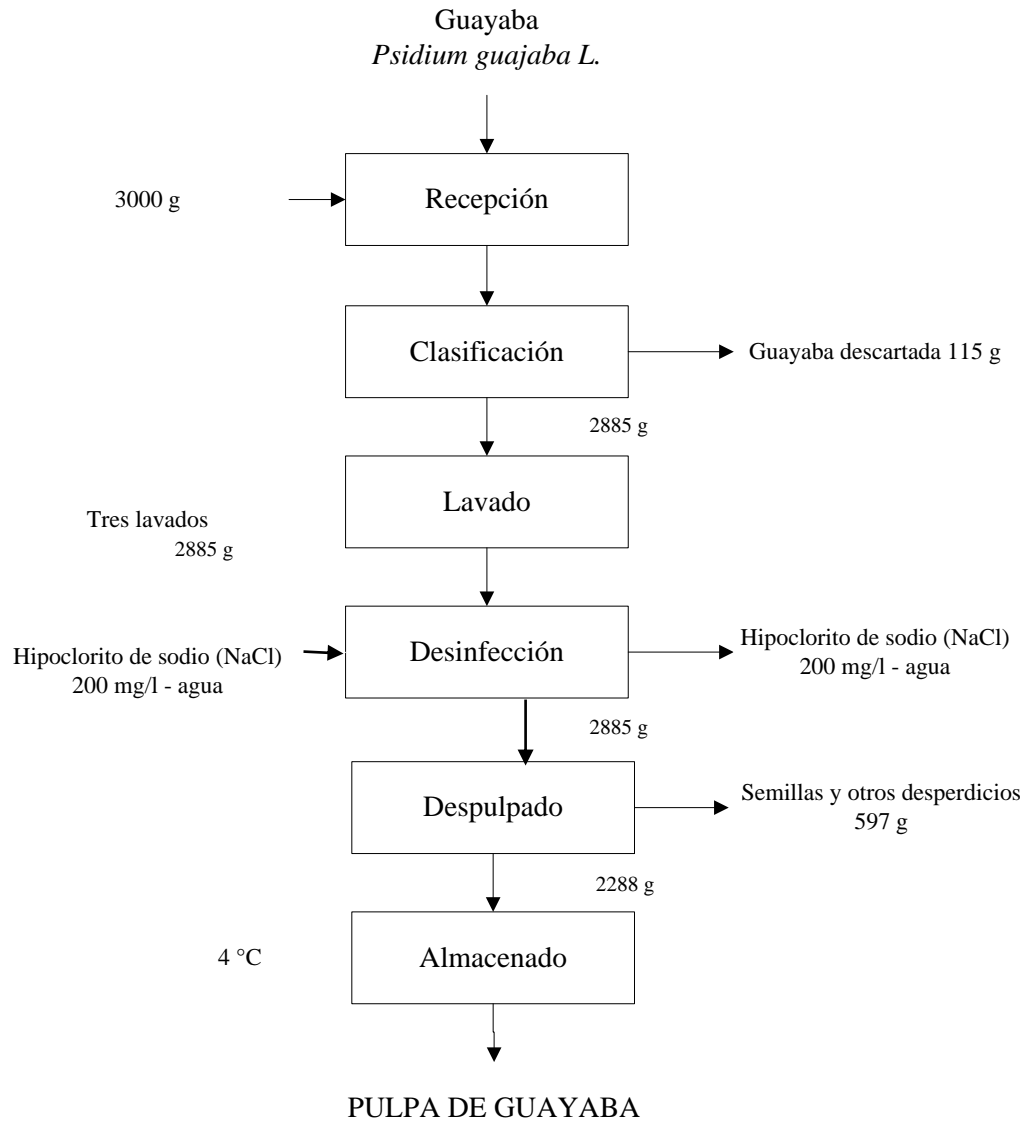 Guayaba
Psidium guajaba L.
3000 g
Recepción
Clasificación
Guayaba descartada 115 g
2885 g
Lavado
Tres lavados
2885 g
Hipoclorito de sodio (NaCl)
200 mg/l - agua
Desinfección
Hipoclorito de sodio (NaCl)
200 mg/l - agua
2885 g
Despulpado
Semillas y otros desperdicios
597 g
2288 g
4 °C
Almacenado
PULPA DE GUAYABA